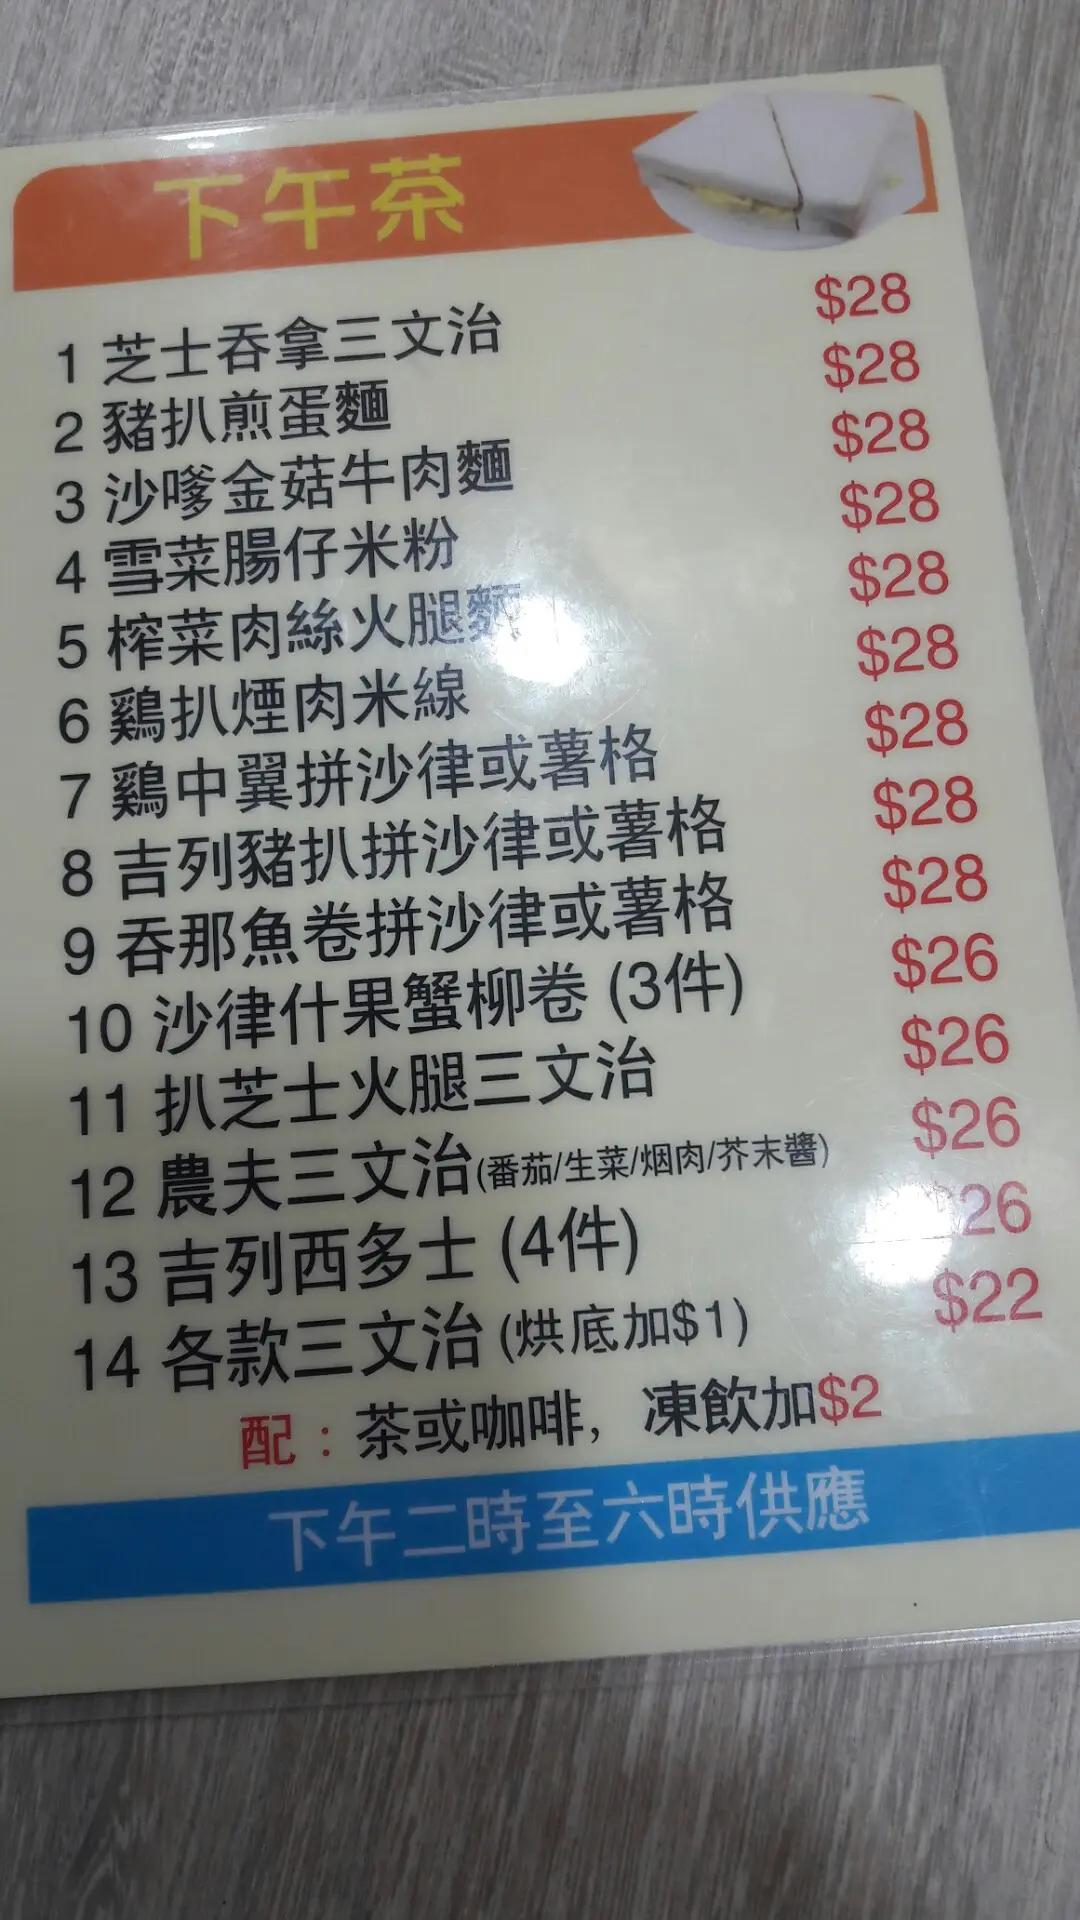 下午茶
1 芝士吞拿三文治 $28
2 豬扒煎蛋麵 $28
3 沙嗲金菇牛肉麵 $28
4 雪菜腸仔米粉 $28
5 榨菜肉絲火腿麵 $28
6 鷄扒煙肉米線 $28
7 鷄中翼拼沙律或薯格 $28
8 吉列豬扒拼沙律或薯格 $28
9 吞那魚卷拼沙律或薯格 $28
10 沙律什果蟹柳卷 (3件) $26
11 扒芝士火腿三文治 $26
12 農夫三文治(番茄/生菜/烟肉/芥末醬) $26
13 吉列西多士 (4件) 26
14 各款三文治 (烘底加$1) $22
配：茶或咖啡，凍飲加$2
下午二時至六時供應